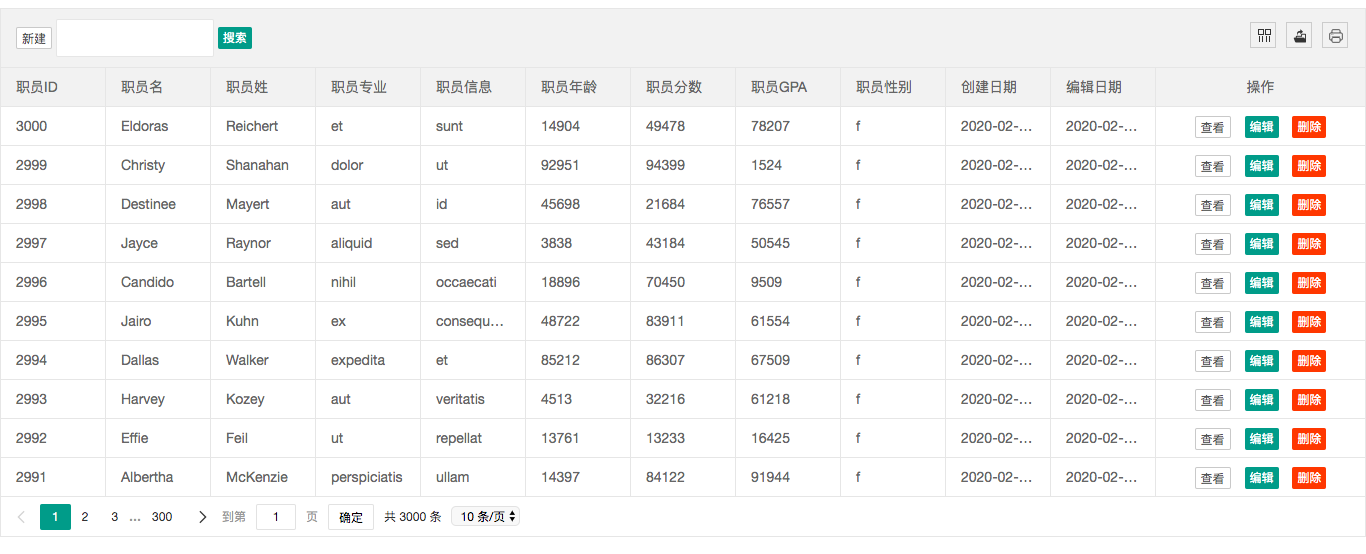 新建 搜索
职员ID 职员名 职员姓 职员专业 职员信息 职员年龄 职员分数 职员GPA 职员性别 创建日期 编辑日期 操作
3000 Eldoras Reichert et sunt 14904 49478 78207 f 2020-02-... 2020-02-... 查看 编辑 删除
2999 Christy Shanahan dolor ut 92951 94399 1524 f 2020-02-... 2020-02-... 查看 编辑 删除
2998 Destinee Mayert aut id 45698 21684 76557 f 2020-02-... 2020-02-... 查看 编辑 删除
2997 Jayce Raynor aliquid sed 3838 43184 50545 f 2020-02-... 2020-02-... 查看 编辑 删除
2996 Candido Bartell nihil occaecati 18896 70450 9509 f 2020-02-... 2020-02-... 查看 编辑 删除
2995 Jairo Kuhn ex consequ... 48722 83911 61554 f 2020-02-... 2020-02-... 查看 编辑 删除
2994 Dallas Walker expedita et 85212 86307 67509 f 2020-02-... 2020-02-... 查看 编辑 删除
2993 Harvey Kozey aut veritatis 4513 32216 61218 f 2020-02-... 2020-02-... 查看 编辑 删除
2992 Effie Feil ut repellat 13761 13233 16425 f 2020-02-... 2020-02-... 查看 编辑 删除
2991 Albertha McKenzie perspiciatis ullam 14397 84122 91944 f 2020-02-... 2020-02-... 查看 编辑 删除
1 2 3 ... 300 到第 1 页 确定 共 3000 条 10 条/页